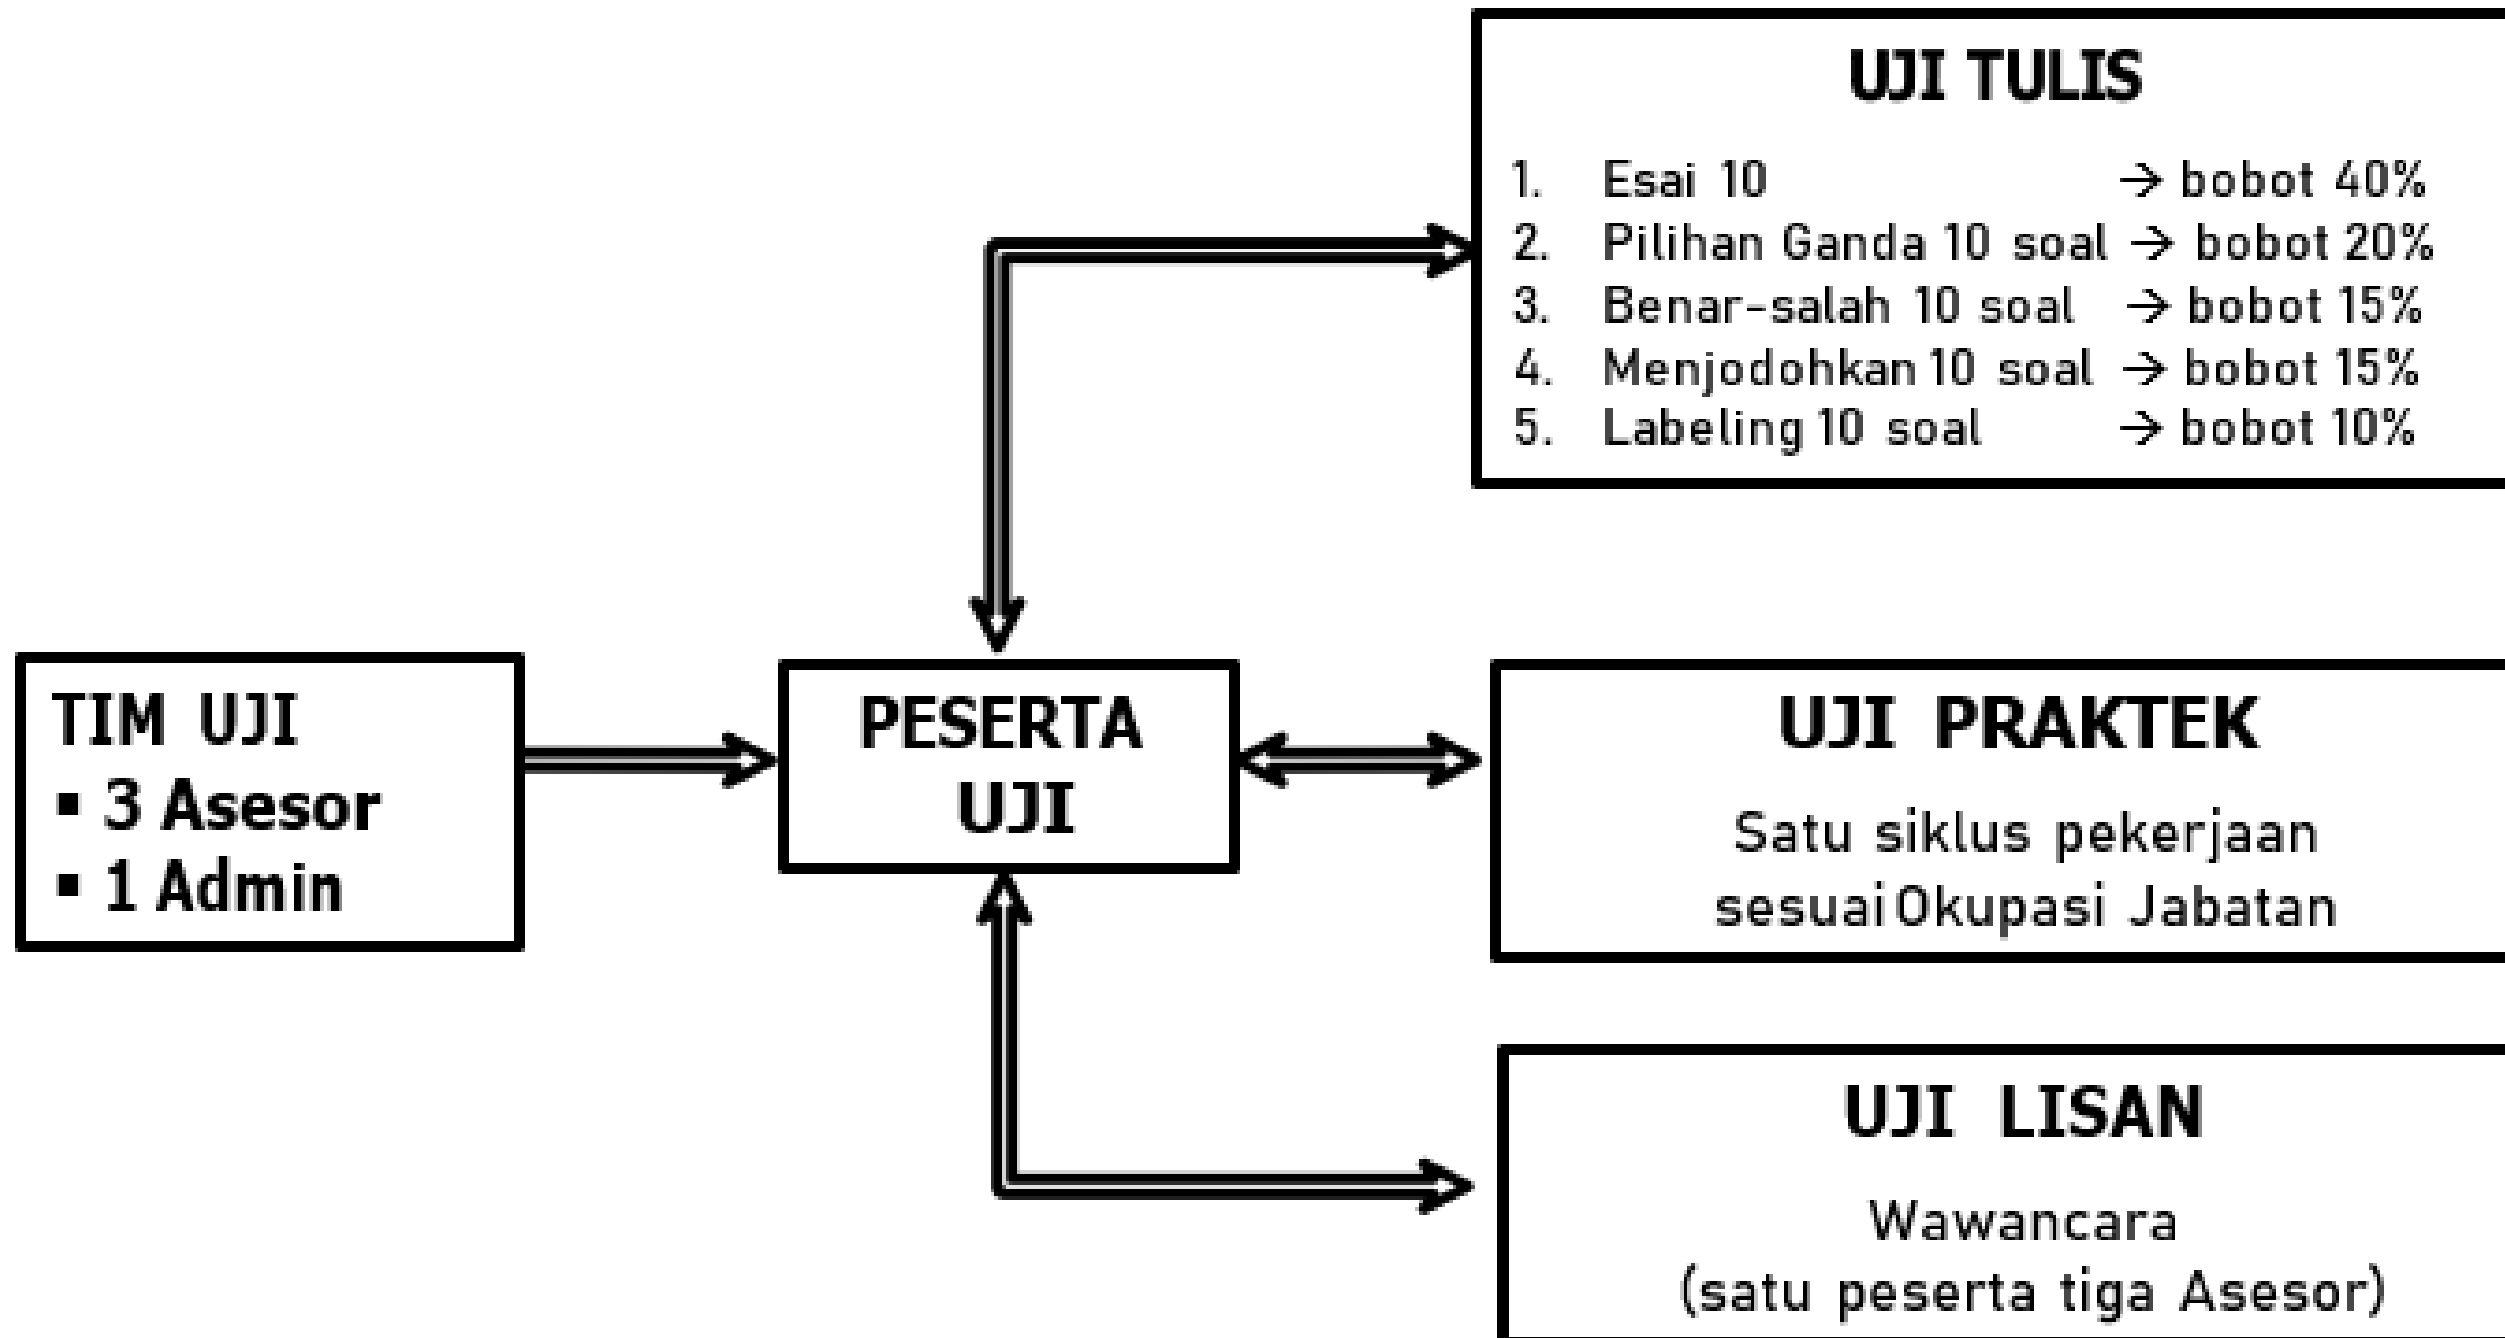 UJI TULIS
1. Esai 10 → bobot 40%
2. Pilihan Ganda 10 soal → bobot 20%
3. Benar-salah 10 soal → bobot 15%
4. Menjodohkan 10 soal → bobot 15%
5. Labeling 10 soal → bobot 10%
TIM UJI
▪ 3 Asesor
▪ 1 Admin
PESERTA
UJI
UJI PRAKTEK
Satu siklus pekerjaan
sesuai Okupasi Jabatan
UJI LISAN
Wawancara
(satu peserta tiga Asesor)